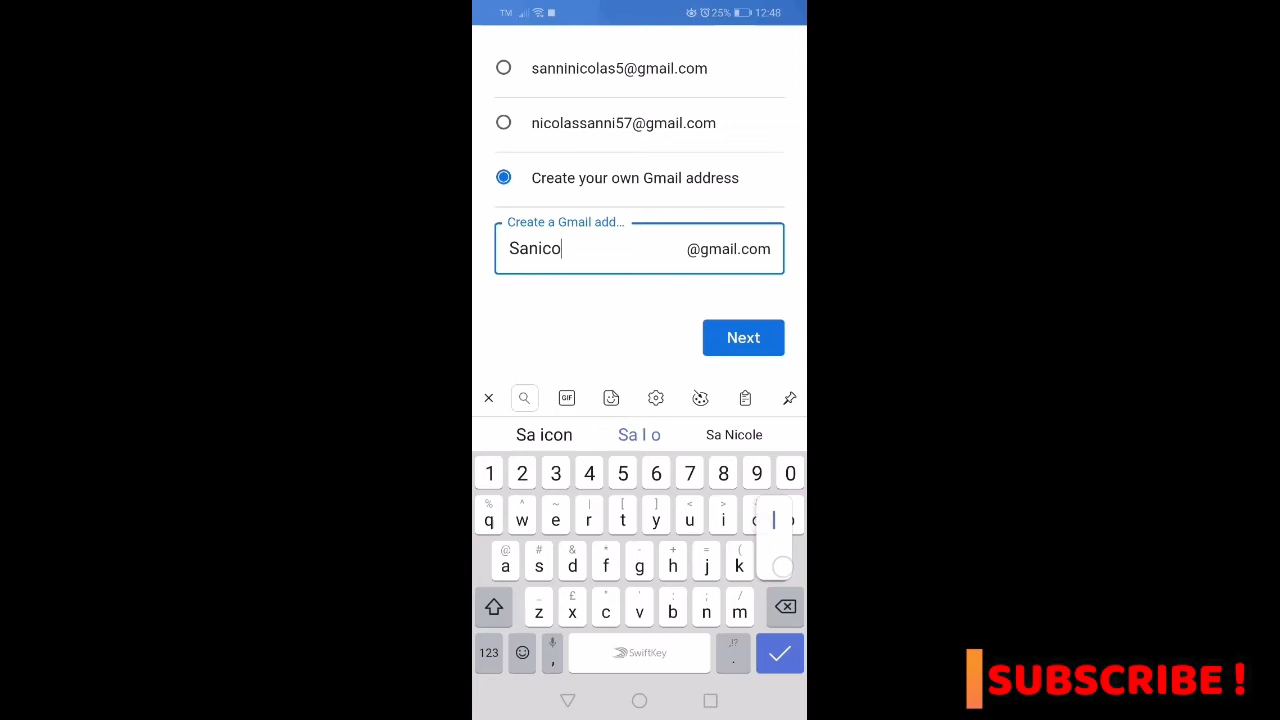 TM 25% 12:48
sanninicolas5@gmail.com
nicolassanni57@gmail.com
Create your own Gmail address
Create a Gmail add...
Sanico @gmail.com
Next
GIF
Sa icon Sa l o Sa Nicole
1 2 3 4 5 6 7 8 9 0
% ^ ~ | [ ] < >
q w e r t y u i l
@ # & * - + = (
a s d f g h j k
_ £ " ' : ; /
z x c v b n m
,!?
123 , SwiftKey .
SUBSCRIBE !